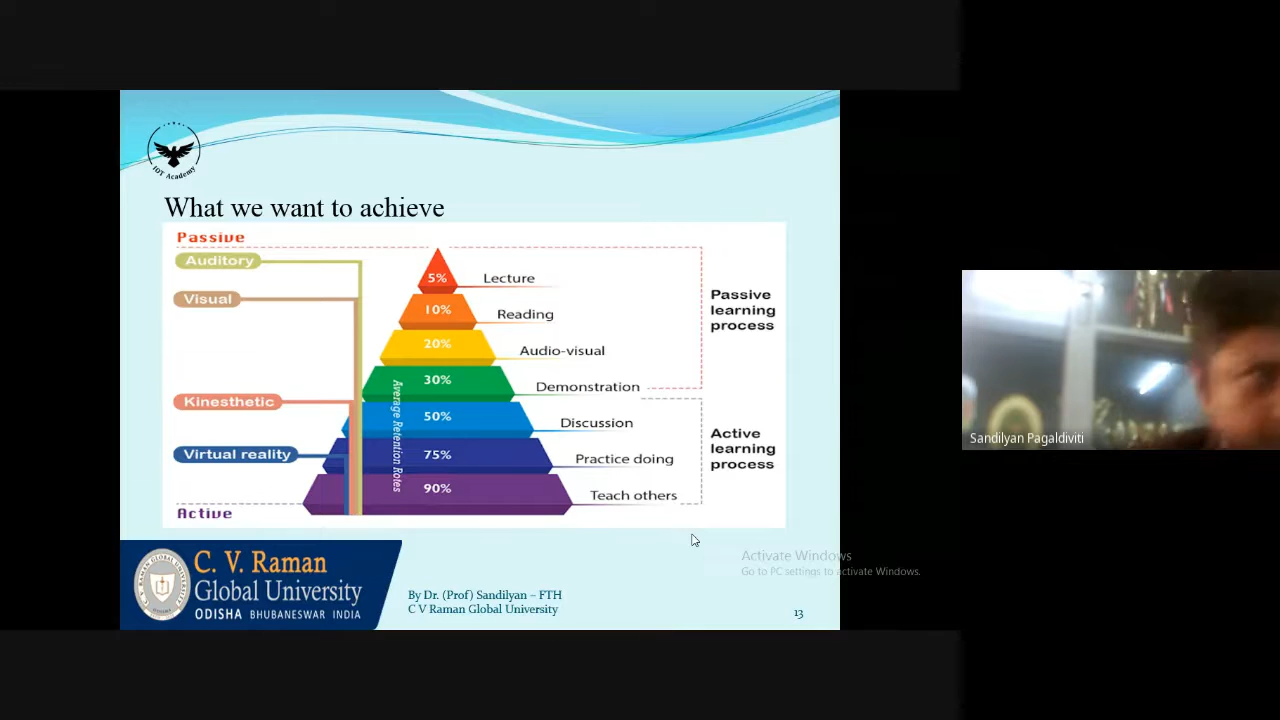 IOT Academy
What we want to achieve
Passive
Auditory
Visual
Kinesthetic
Virtual reality
Active
5%
10%
20%
30%
50%
75%
90%
Average Retention Rotes
Lecture
Reading
Audio-visual
Demonstration
Discussion
Practice doing
Teach others
Passive
learning
process
Active
learning
process
C. V. Raman
Global University
ODISHA BHUBANESWAR INDIA
By Dr. (Prof) Sandilyan – FTH
C V Raman Global University
13
Activate Windows
Go to PC settings to activate Windows.
Sandilyan Pagaldiviti